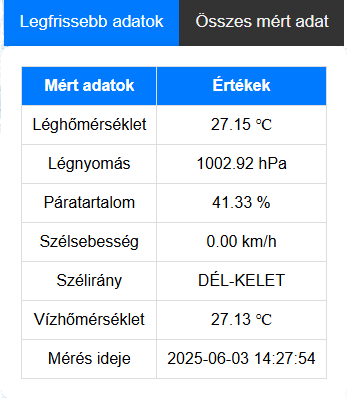 Legfrissebb adatok Összes mért adat
Mért adatok Értékek
Léghőmérséklet 27.15 °C
Légnyomás 1002.92 hPa
Páratartalom 41.33 %
Szélsebesség 0.00 km/h
Szélirány DÉL-KELET
Vízhőmérséklet 27.13 °C
Mérés ideje 2025-06-03 14:27:54